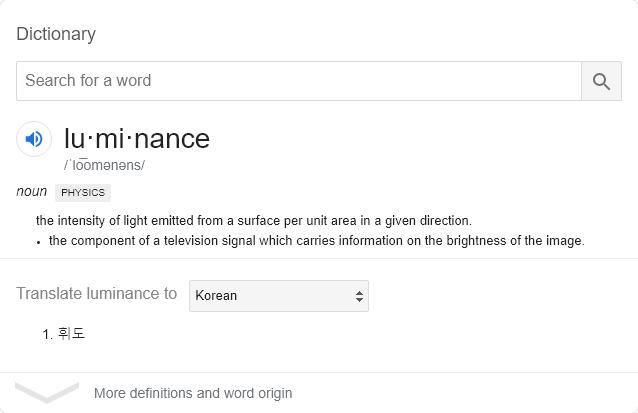 Dictionary
Search for a word
lu·mi·nance
/ˈlo͞omənəns/
noun PHYSICS
the intensity of light emitted from a surface per unit area in a given direction.
• the component of a television signal which carries information on the brightness of the image.
Translate luminance to Korean
1. 휘도
More definitions and word origin